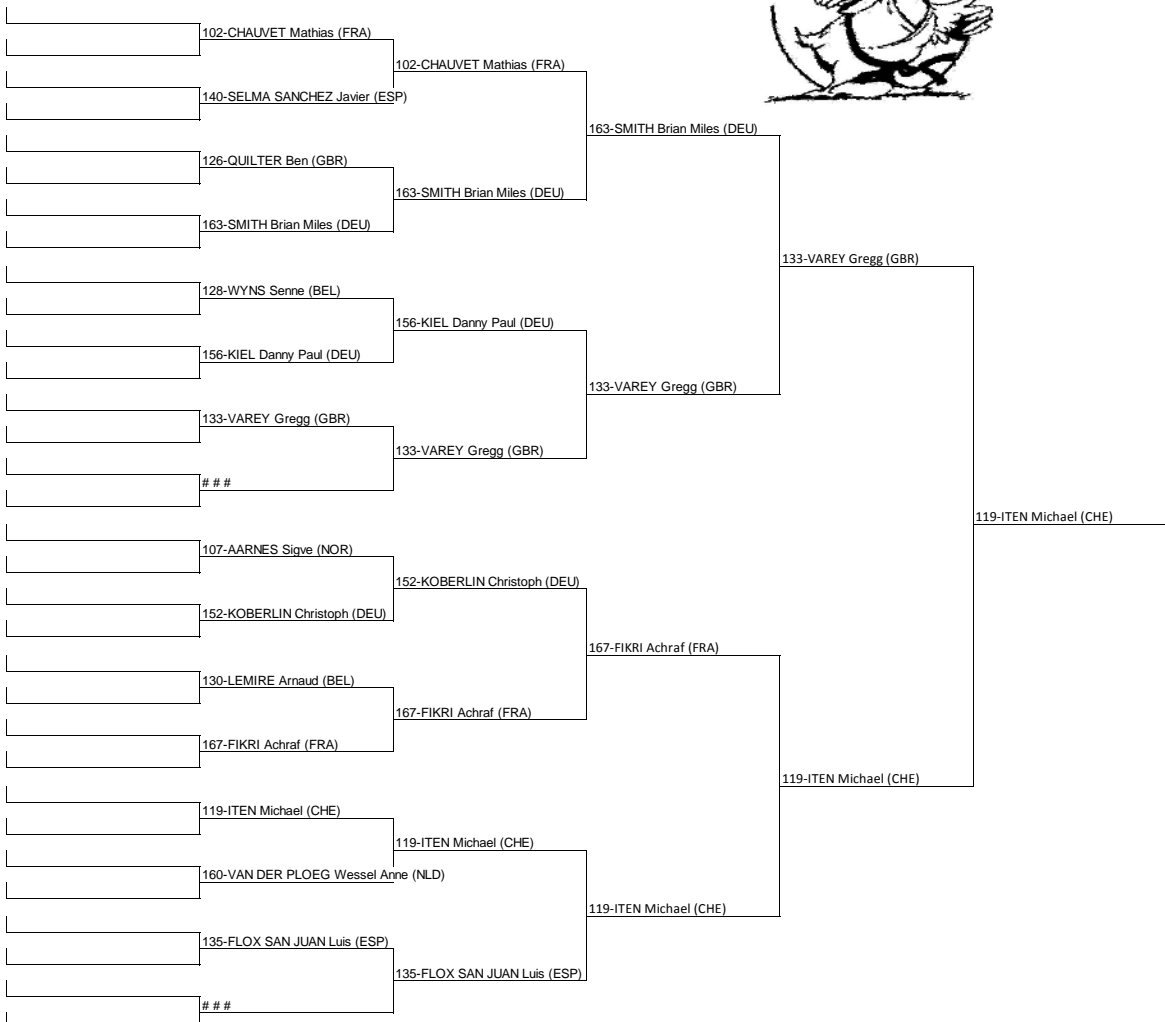 102-CHAUVET Mathias (FRA)
102-CHAUVET Mathias (FRA)
140-SELMA SANCHEZ Javier (ESP)
163-SMITH Brian Miles (DEU)
126-QUILTER Ben (GBR)
163-SMITH Brian Miles (DEU)
163-SMITH Brian Miles (DEU)
133-VAREY Gregg (GBR)
128-WYNS Senne (BEL)
156-KIEL Danny Paul (DEU)
156-KIEL Danny Paul (DEU)
133-VAREY Gregg (GBR)
133-VAREY Gregg (GBR)
133-VAREY Gregg (GBR)
# # #
119-ITEN Michael (CHE)
107-AARNES Sigve (NOR)
152-KOBERLIN Christoph (DEU)
152-KOBERLIN Christoph (DEU)
167-FIKRI Achraf (FRA)
130-LEMIRE Arnaud (BEL)
167-FIKRI Achraf (FRA)
167-FIKRI Achraf (FRA)
119-ITEN Michael (CHE)
119-ITEN Michael (CHE)
119-ITEN Michael (CHE)
160-VAN DER PLOEG Wessel Anne (NLD)
119-ITEN Michael (CHE)
135-FLOX SAN JUAN Luis (ESP)
135-FLOX SAN JUAN Luis (ESP)
# # #